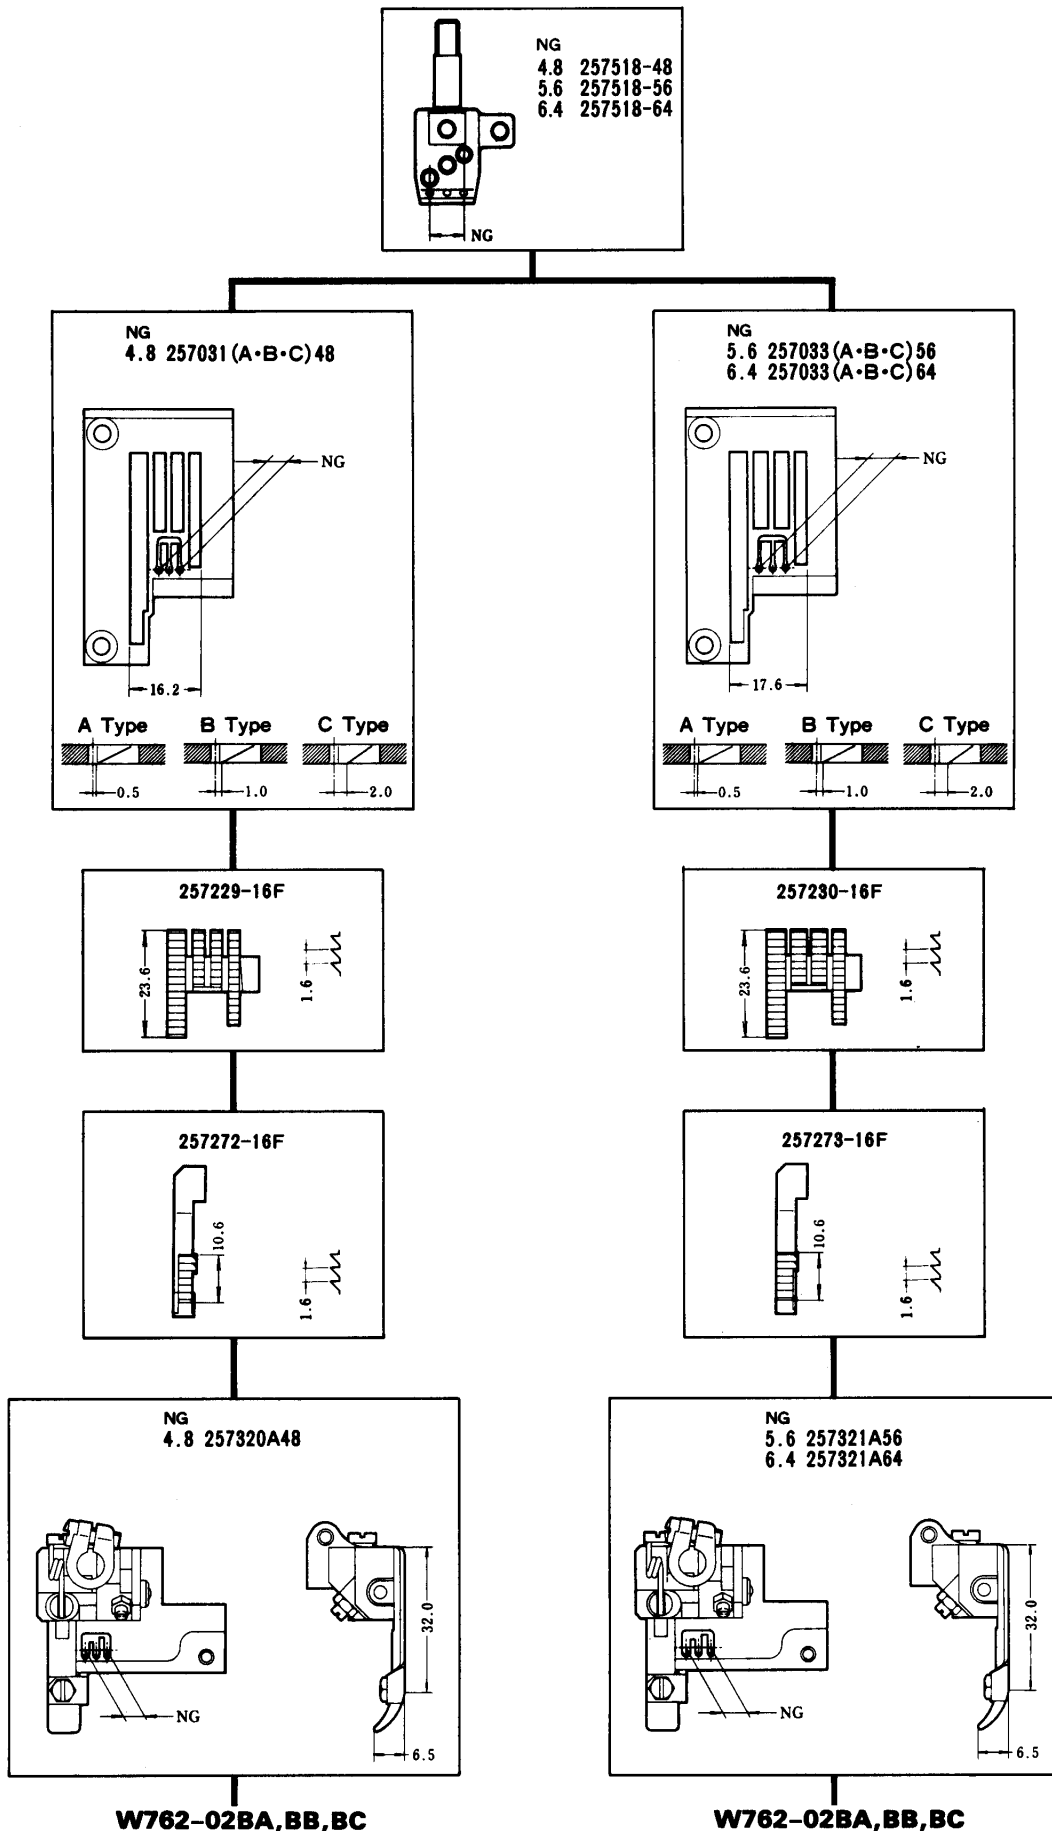 NG
4.8 257518-48
5.6 257518-56
6.4 257518-64
NG
NG
4.8 257031(A·B·C)48
NG
16.2
A Type
B Type
C Type
0.5
1.0
2.0
NG
5.6 257033(A·B·C)56
6.4 257033(A·B·C)64
NG
17.6
A Type
B Type
C Type
0.5
1.0
2.0
257229-16F
23.6
1.6
257230-16F
23.6
1.6
257272-16F
10.6
1.6
257273-16F
10.6
1.6
NG
4.8 257320A48
32.0
NG
6.5
NG
5.6 257321A56
6.4 257321A64
32.0
NG
6.5
W762-02BA,BB,BC
W762-02BA,BB,BC